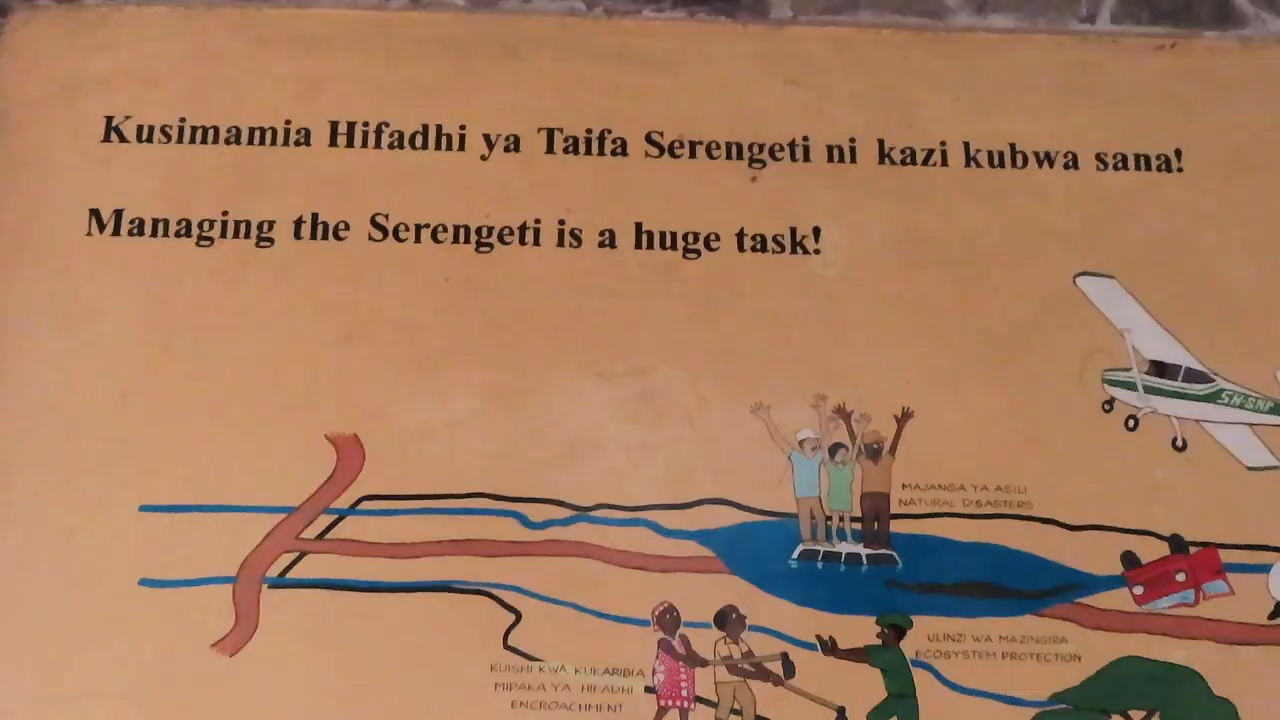 Kusimamia Hifadhi ya Taifa Serengeti ni kazi kubwa sana!
Managing the Serengeti is a huge task!
5H-SNP
MAJANGA YA ASILI
NATURAL DISASTERS
ULINZI WA MAZINGIRA
ECOSYSTEM PROTECTION
KUISHI KWA KUKARIBIA
MIPAKA YA HIFADHI
ENCROACHMENT